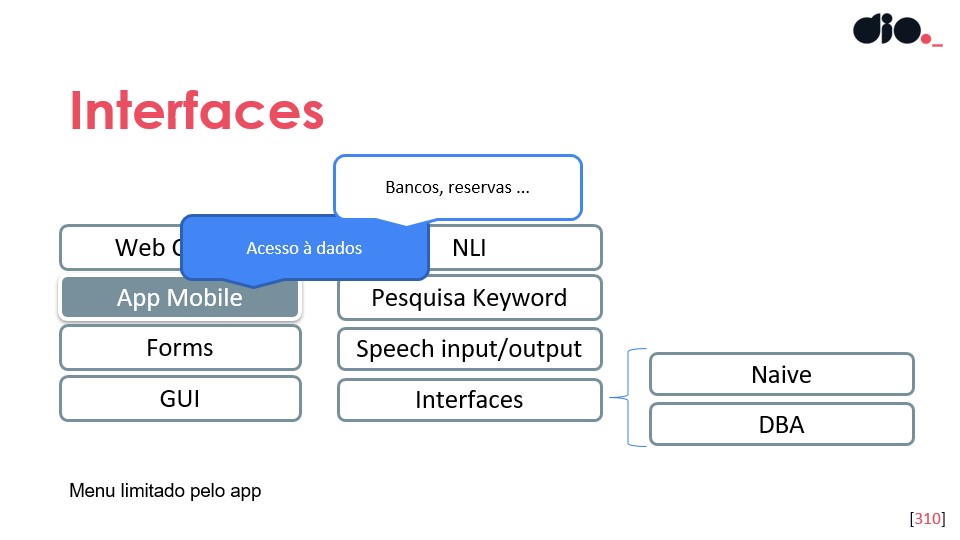 dio._
Interfaces
Bancos, reservas ...
Acesso à dados
Web
NLI
App Mobile
Pesquisa Keyword
Forms
Speech input/output
GUI
Interfaces
Naive
DBA
Menu limitado pelo app
[310]